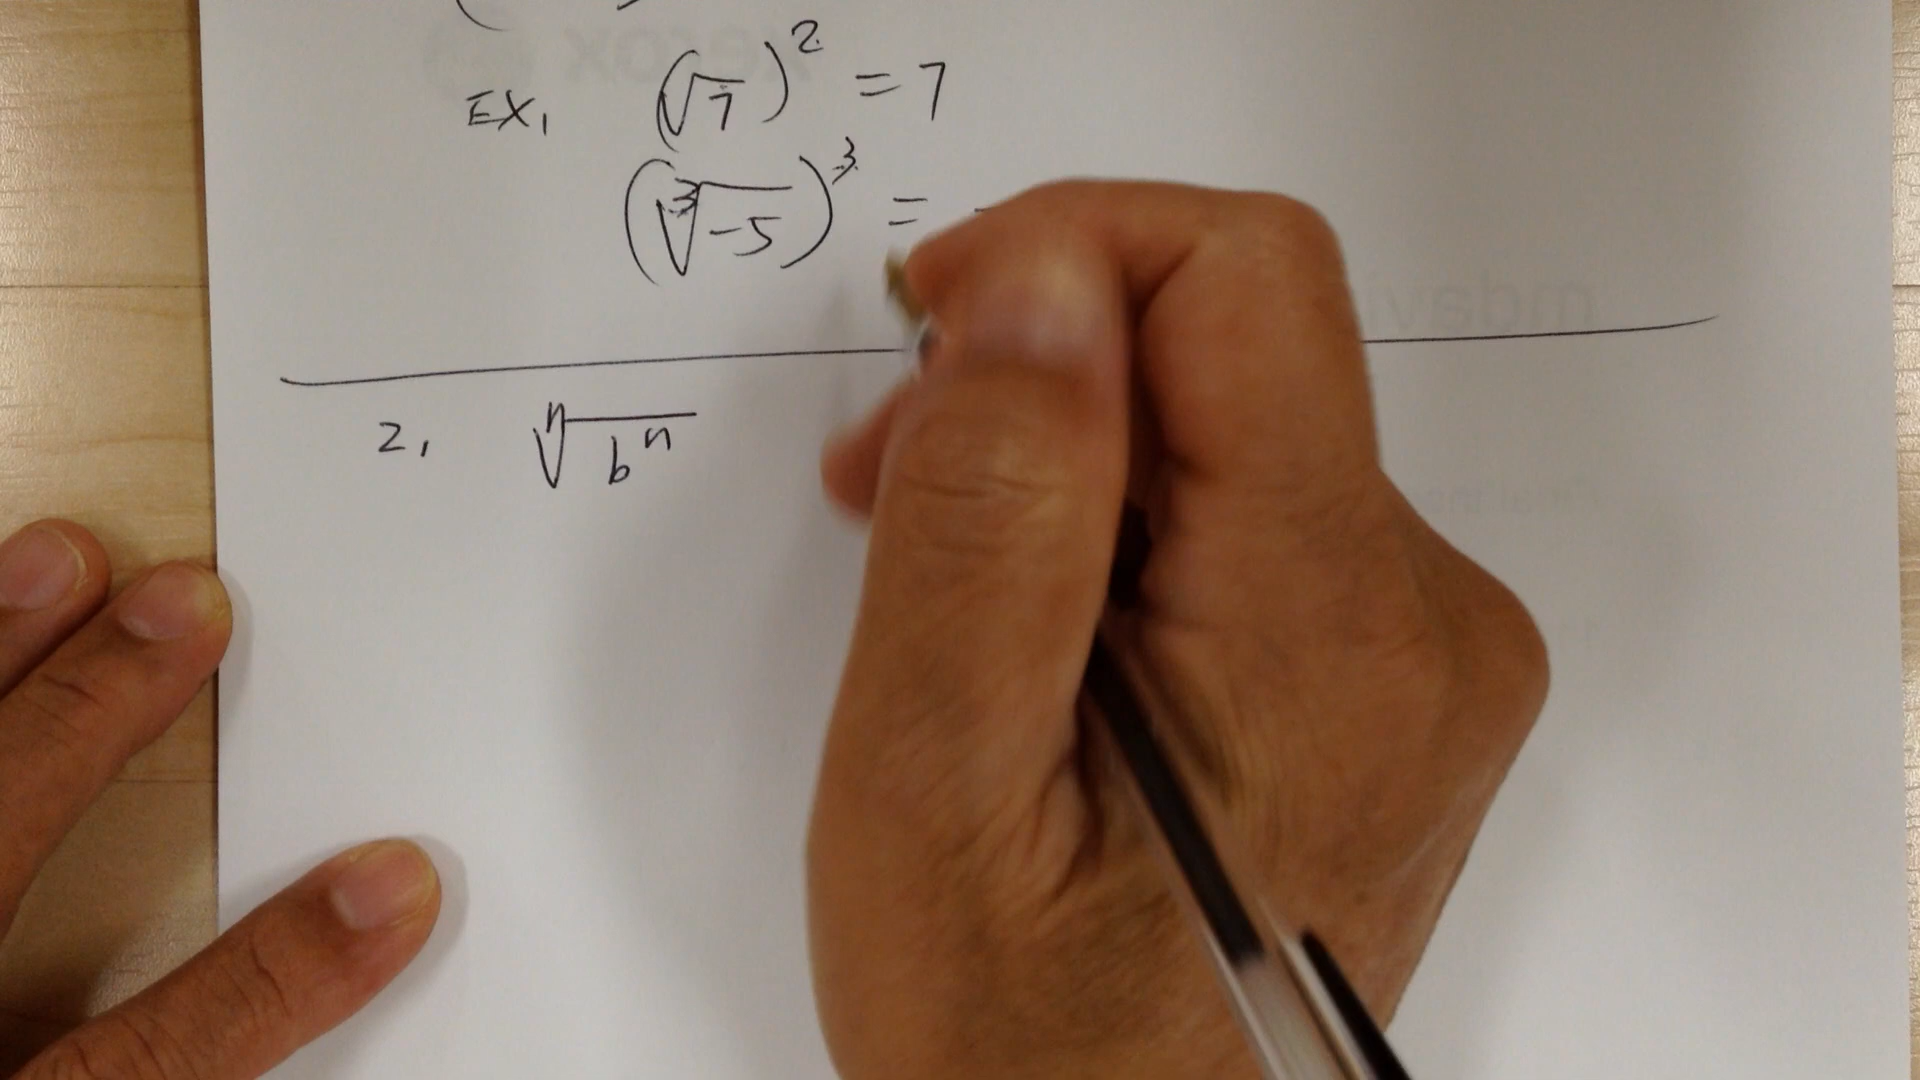 EX, (√7)² = 7
(∛-5)³ = -
2, ⁿ√bⁿ